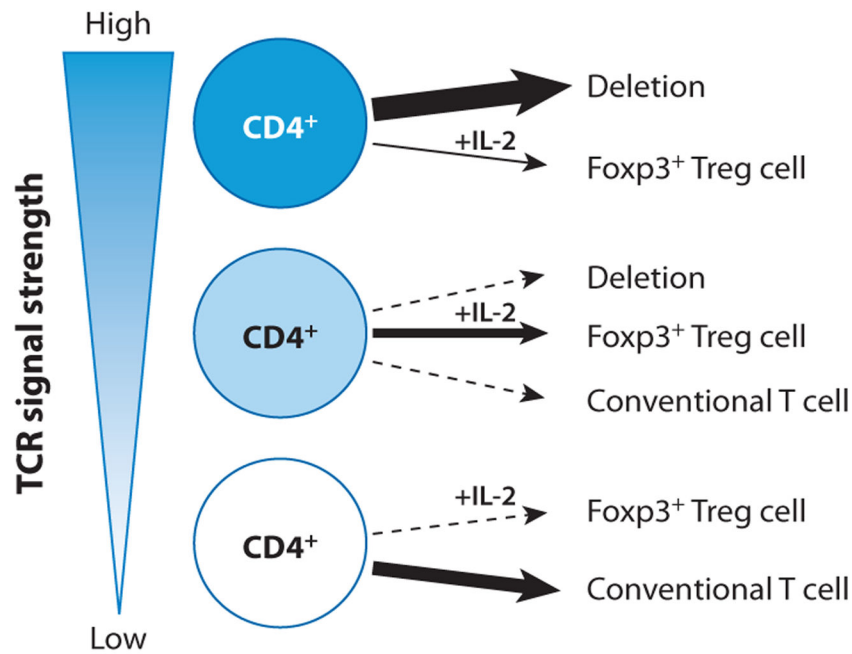 High
TCR signal strength
Low
CD4⁺
Deletion
+IL-2
Foxp3⁺ Treg cell
CD4⁺
Deletion
+IL-2
Foxp3⁺ Treg cell
Conventional T cell
CD4⁺
+IL-2
Foxp3⁺ Treg cell
Conventional T cell